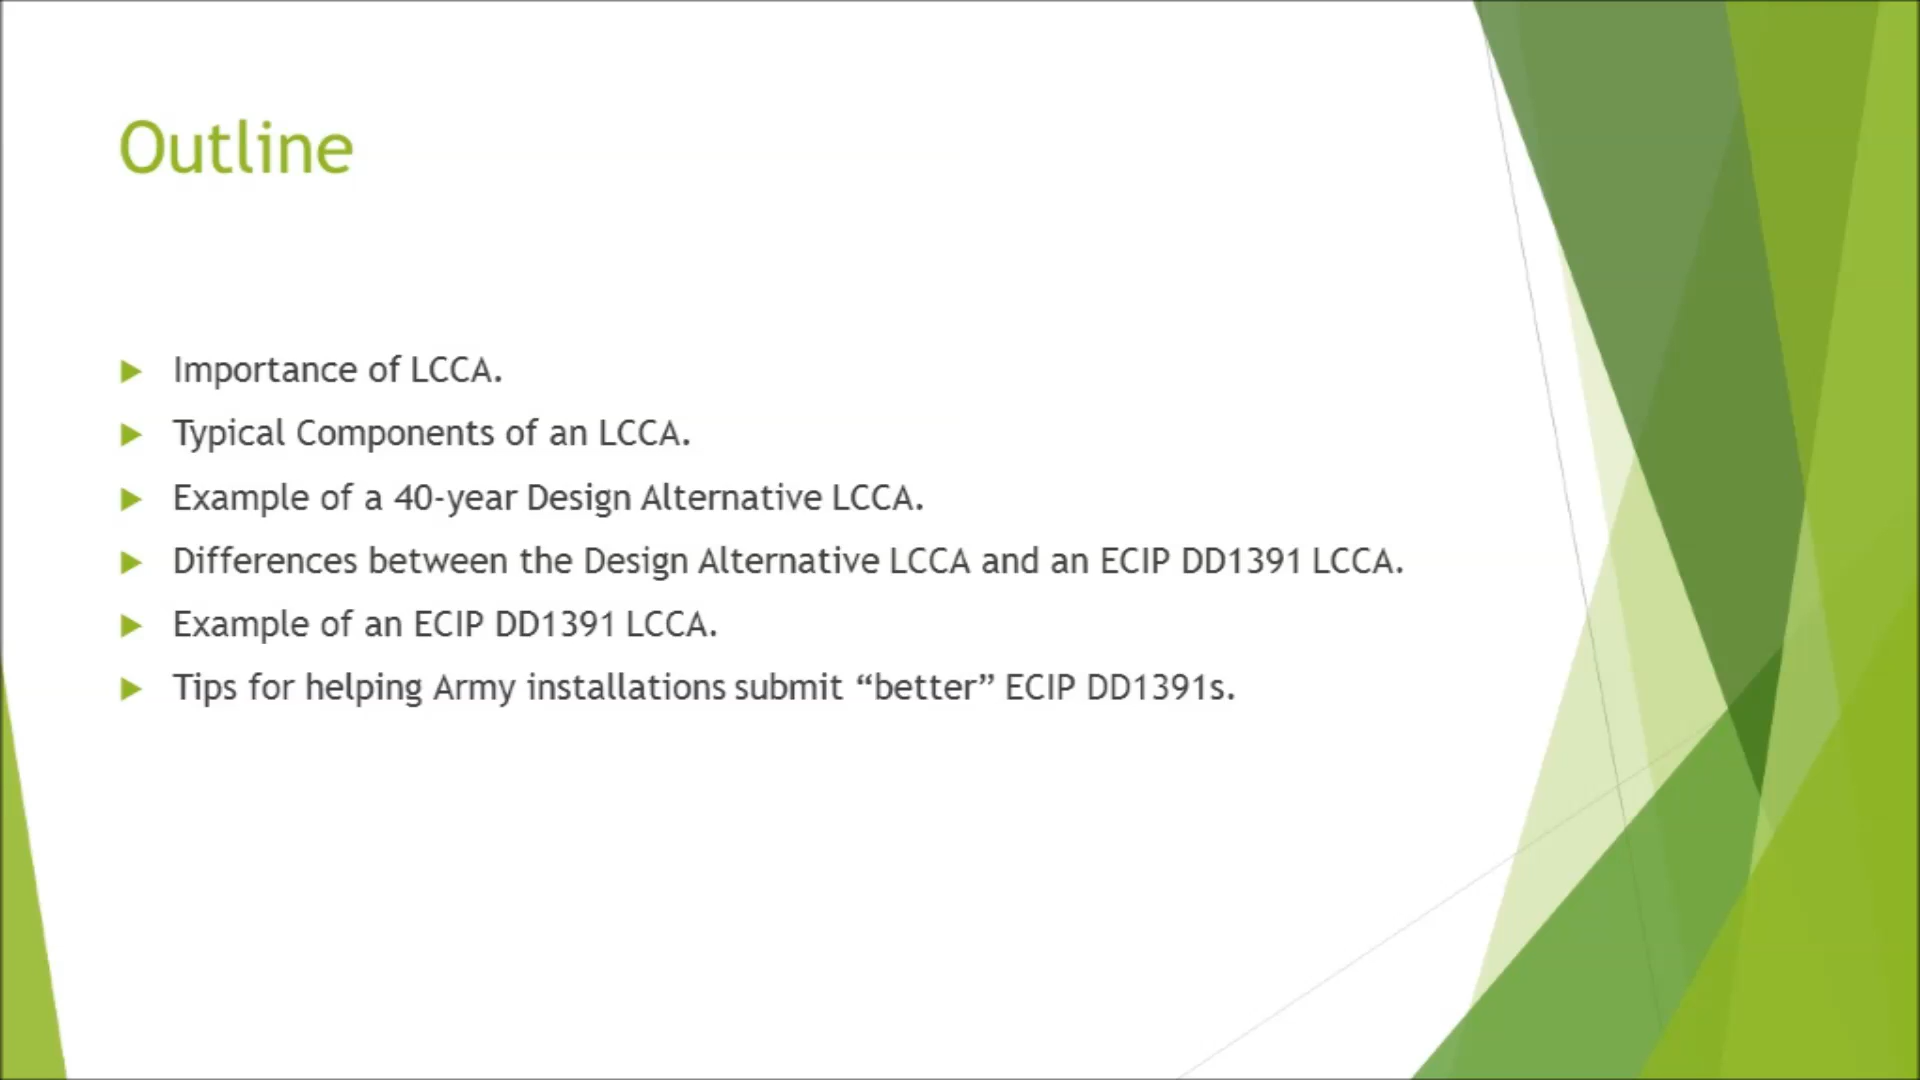 Outline
Importance of LCCA.
Typical Components of an LCCA.
Example of a 40-year Design Alternative LCCA.
Differences between the Design Alternative LCCA and an ECIP DD1391 LCCA.
Example of an ECIP DD1391 LCCA.
Tips for helping Army installations submit “better” ECIP DD1391s.